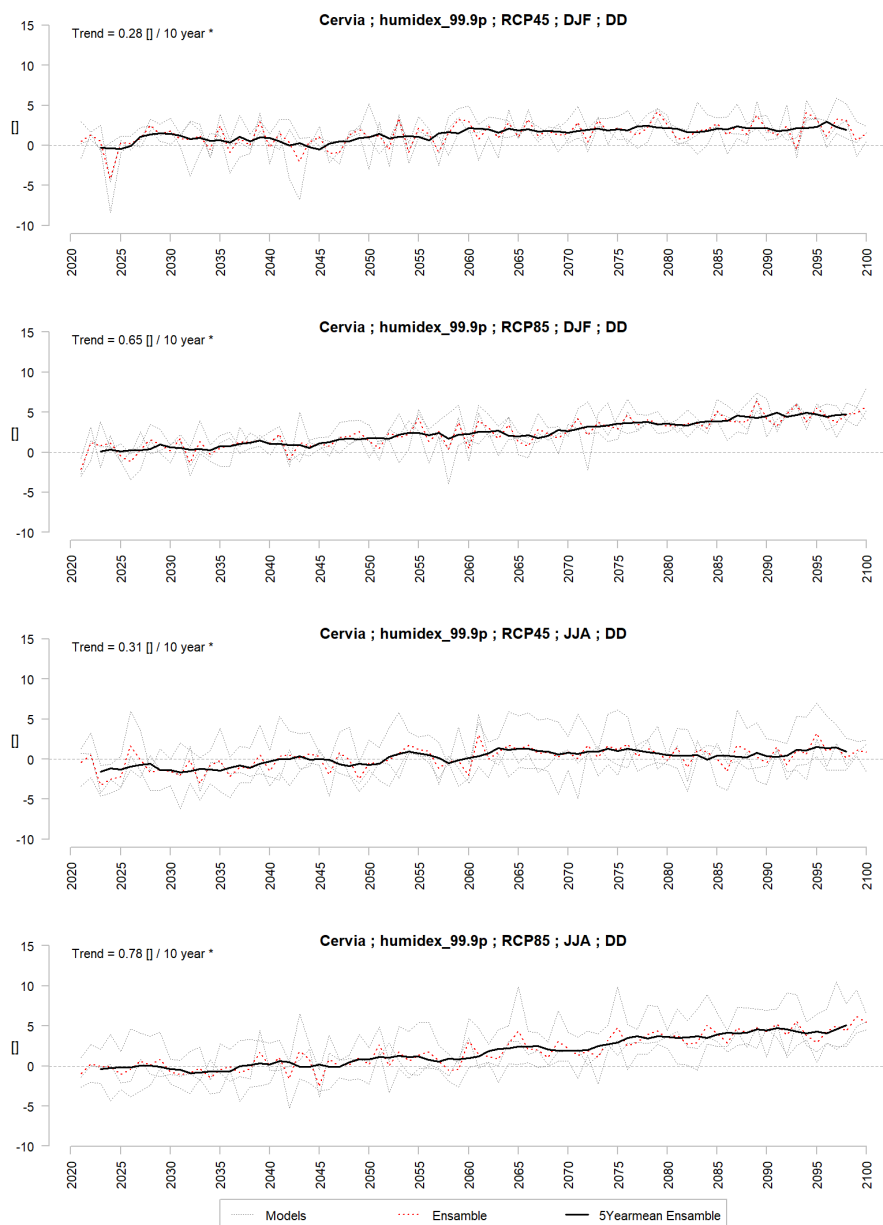 Cervia ; humidex_99.9p ; RCP45 ; DJF ; DD
Trend = 0.28 [] / 10 year *
15
10
5
0
-5
-10
[]
2020 2025 2030 2035 2040 2045 2050 2055 2060 2065 2070 2075 2080 2085 2090 2095 2100
Cervia ; humidex_99.9p ; RCP85 ; DJF ; DD
Trend = 0.65 [] / 10 year *
15
10
5
0
-5
-10
[]
2020 2025 2030 2035 2040 2045 2050 2055 2060 2065 2070 2075 2080 2085 2090 2095 2100
Cervia ; humidex_99.9p ; RCP45 ; JJA ; DD
Trend = 0.31 [] / 10 year *
15
10
5
0
-5
-10
[]
2020 2025 2030 2035 2040 2045 2050 2055 2060 2065 2070 2075 2080 2085 2090 2095 2100
Cervia ; humidex_99.9p ; RCP85 ; JJA ; DD
Trend = 0.78 [] / 10 year *
15
10
5
0
-5
-10
[]
2020 2025 2030 2035 2040 2045 2050 2055 2060 2065 2070 2075 2080 2085 2090 2095 2100
Models Ensamble 5Yearmean Ensamble